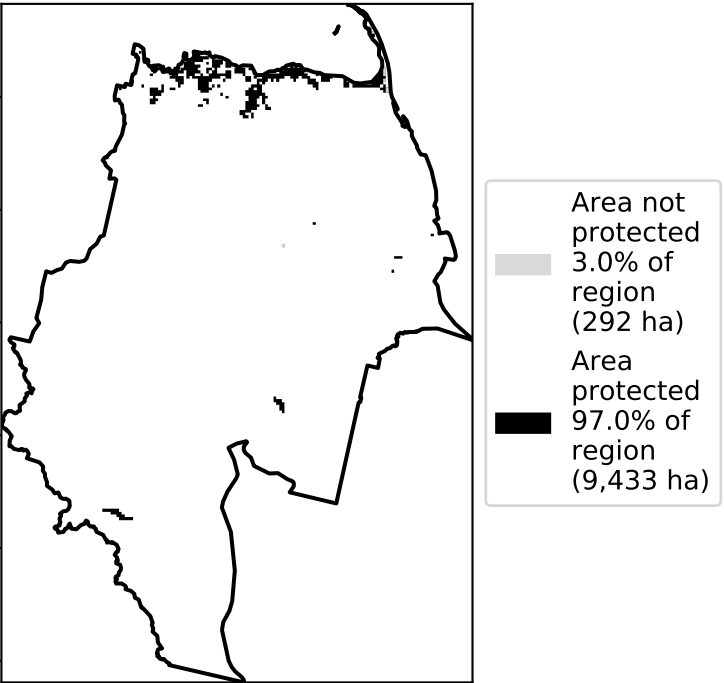 Area not
protected
3.0% of
region
(292 ha)
Area
protected
97.0% of
region
(9,433 ha)